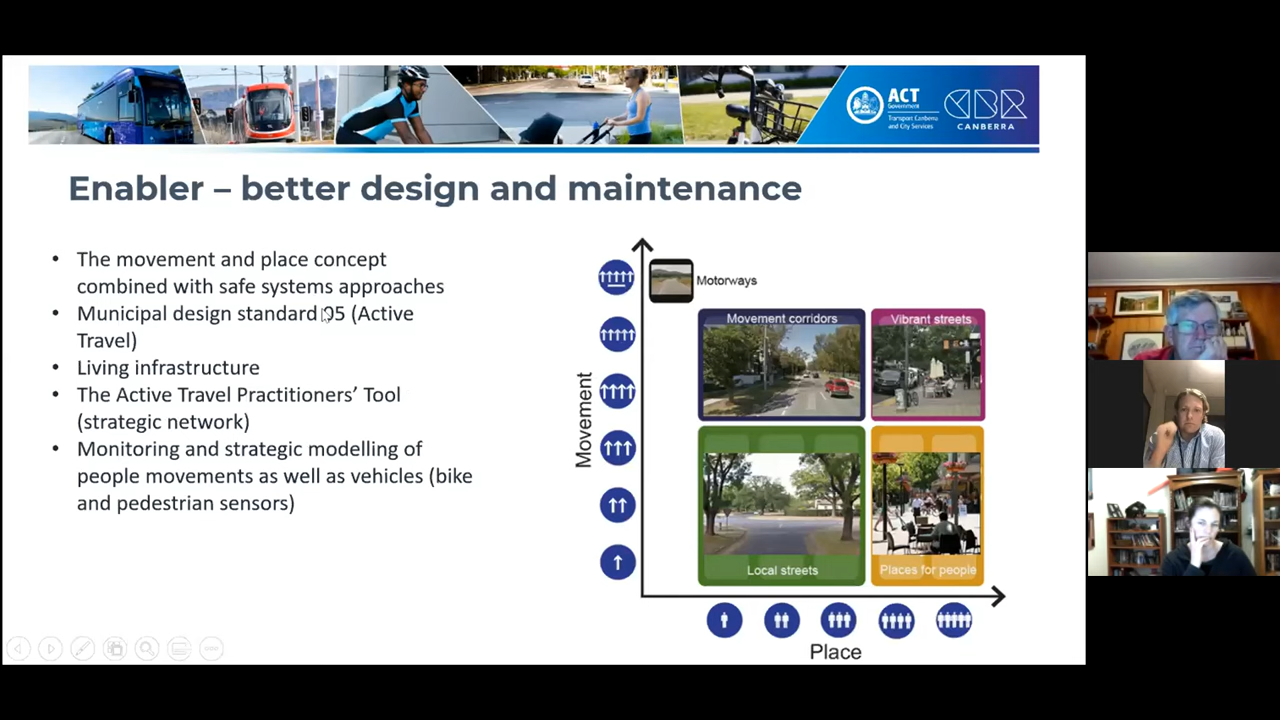 ACT
Government
Transport Canberra
and City Services
CBR
CANBERRA
Enabler – better design and maintenance
• The movement and place concept
combined with safe systems approaches
• Municipal design standard 05 (Active
Travel)
• Living infrastructure
• The Active Travel Practitioners’ Tool
(strategic network)
• Monitoring and strategic modelling of
people movements as well as vehicles (bike
and pedestrian sensors)
Movement
Motorways
Movement corridors
Vibrant streets
Local streets
Places for people
Place